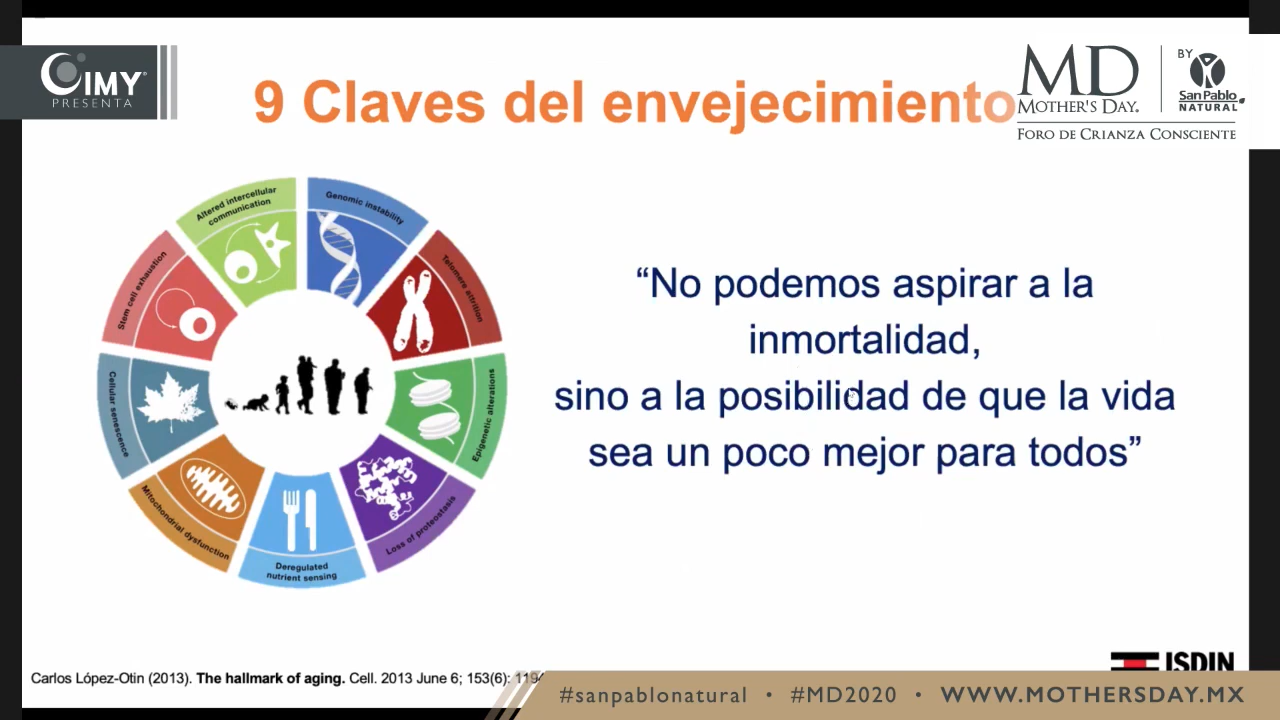 CIMY
PRESENTA
9 Claves del envejecimiento
MD
MOTHER'S DAY.
BY
San Pablo
NATURAL
FORO DE CRIANZA CONSCIENTE
Altered intercellular
communication
Genomic instability
Telomere attrition
Epigenetic alterations
Loss of proteostasis
Deregulated
nutrient sensing
Mitochondrial dysfunction
Cellular senescence
Stem cell exhaustion
“No podemos aspirar a la
inmortalidad,
sino a la posibilidad de que la vida
sea un poco mejor para todos”
ISDIN
Carlos López-Otin (2013). The hallmark of aging. Cell. 2013 June 6; 153(6):
#sanpablonatural • #MD2020 • WWW.MOTHERSDAY.MX